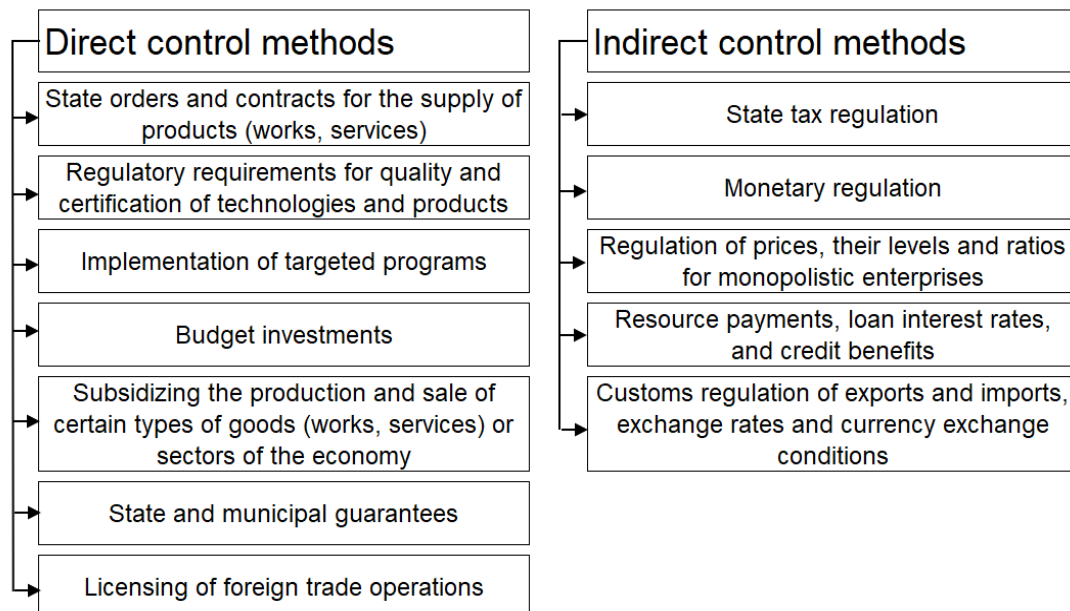 Direct control methods
State orders and contracts for the supply of
products (works, services)
Regulatory requirements for quality and
certification of technologies and products
Implementation of targeted programs
Budget investments
Subsidizing the production and sale of
certain types of goods (works, services) or
sectors of the economy
State and municipal guarantees
Licensing of foreign trade operations
Indirect control methods
State tax regulation
Monetary regulation
Regulation of prices, their levels and ratios
for monopolistic enterprises
Resource payments, loan interest rates,
and credit benefits
Customs regulation of exports and imports,
exchange rates and currency exchange
conditions